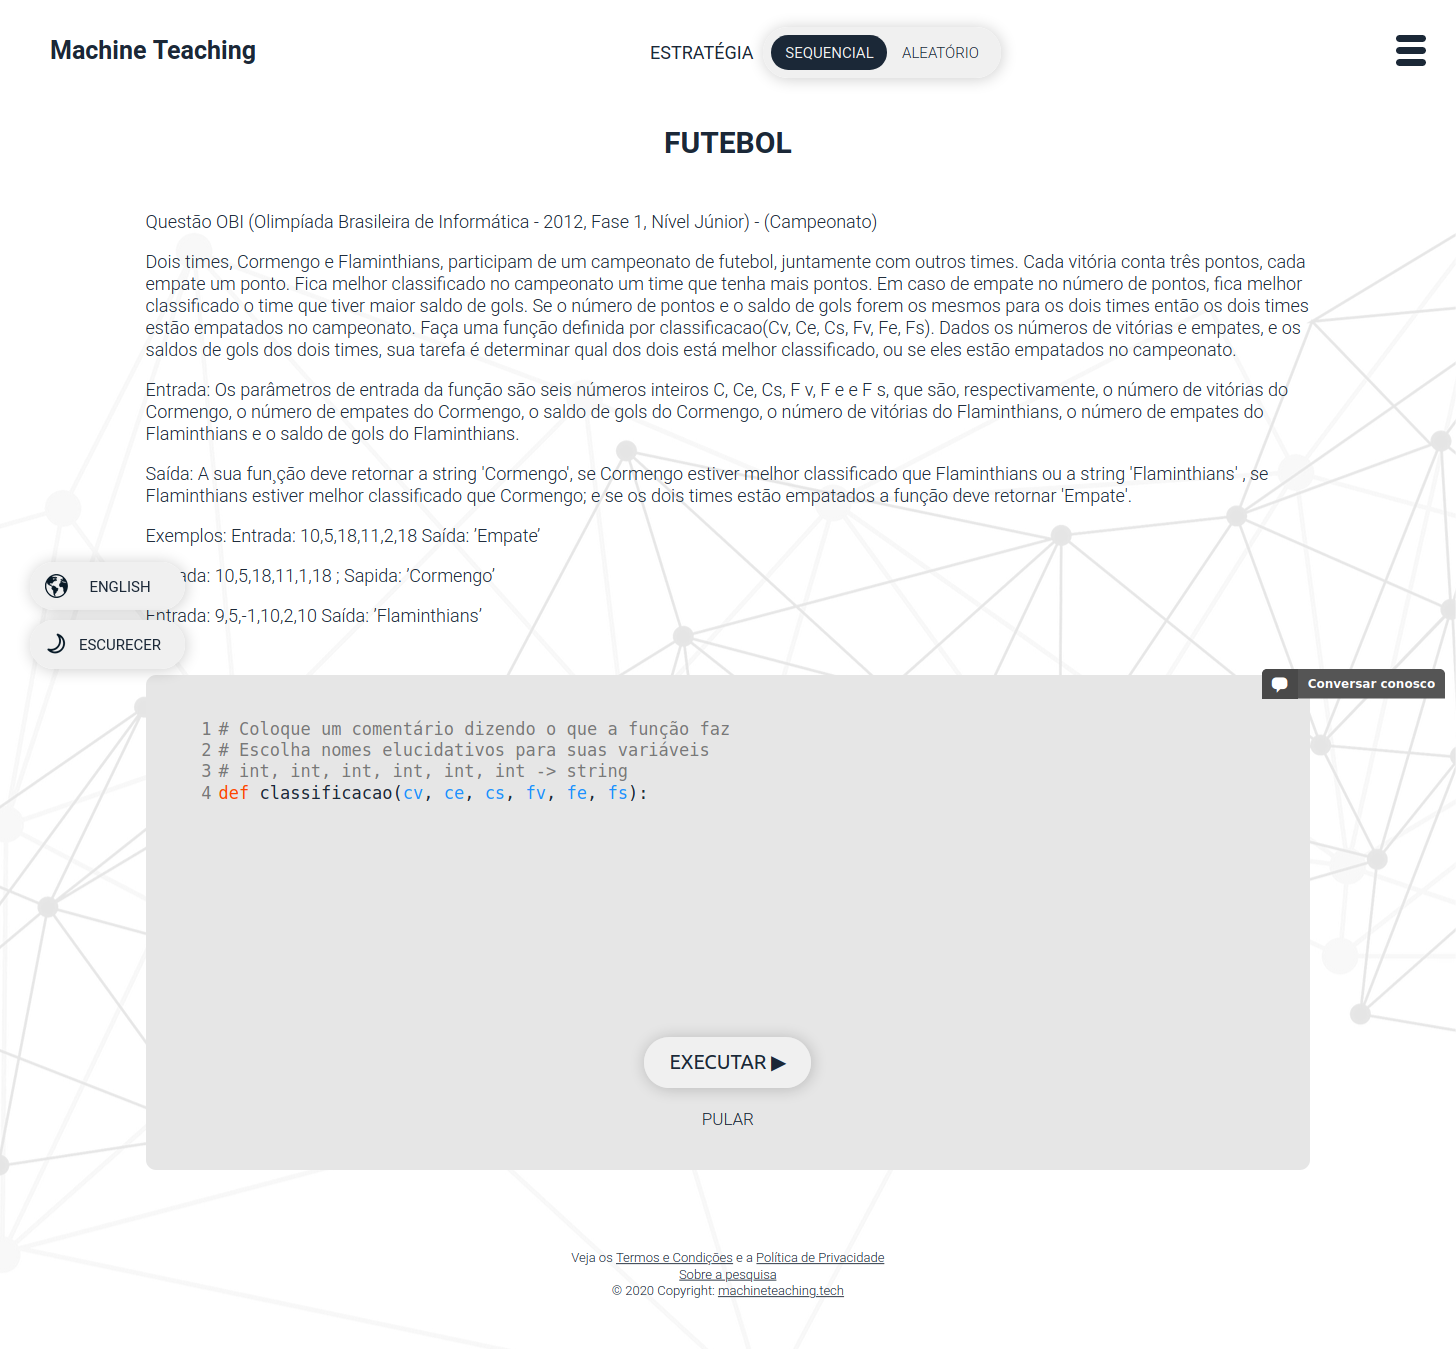 Machine Teaching
ESTRATÉGIA SEQUENCIAL ALEATÓRIO
FUTEBOL
Questão OBI (Olimpíada Brasileira de Informática - 2012, Fase 1, Nível Júnior) - (Campeonato)
Dois times, Cormengo e Flaminthians, participam de um campeonato de futebol, juntamente com outros times. Cada vitória conta três pontos, cada
empate um ponto. Fica melhor classificado no campeonato um time que tenha mais pontos. Em caso de empate no número de pontos, fica melhor
classificado o time que tiver maior saldo de gols. Se o número de pontos e o saldo de gols forem os mesmos para os dois times então os dois times
estão empatados no campeonato. Faça uma função definida por classificacao(Cv, Ce, Cs, Fv, Fe, Fs). Dados os números de vitórias e empates, e os
saldos de gols dos dois times, sua tarefa é determinar qual dos dois está melhor classificado, ou se eles estão empatados no campeonato.
Entrada: Os parâmetros de entrada da função são seis números inteiros C, Ce, Cs, F v, F e e F s, que são, respectivamente, o número de vitórias do
Cormengo, o número de empates do Cormengo, o saldo de gols do Cormengo, o número de vitórias do Flaminthians, o número de empates do
Flaminthians e o saldo de gols do Flaminthians.
Saída: A sua fun¸ção deve retornar a string 'Cormengo', se Cormengo estiver melhor classificado que Flaminthians ou a string 'Flaminthians' , se
Flaminthians estiver melhor classificado que Cormengo; e se os dois times estão empatados a função deve retornar 'Empate'.
Exemplos: Entrada: 10,5,18,11,2,18 Saída: ’Empate’
ada: 10,5,18,11,1,18 ; Sapida: ’Cormengo’
ENGLISH
Entrada: 9,5,-1,10,2,10 Saída: ’Flaminthians’
ESCURECER
Conversar conosco
1 # Coloque um comentário dizendo o que a função faz
2 # Escolha nomes elucidativos para suas variáveis
3 # int, int, int, int, int, int -> string
4 def classificacao(cv, ce, cs, fv, fe, fs):
EXECUTAR ▶
PULAR
Veja os Termos e Condições e a Política de Privacidade
Sobre a pesquisa
© 2020 Copyright: machineteaching.tech